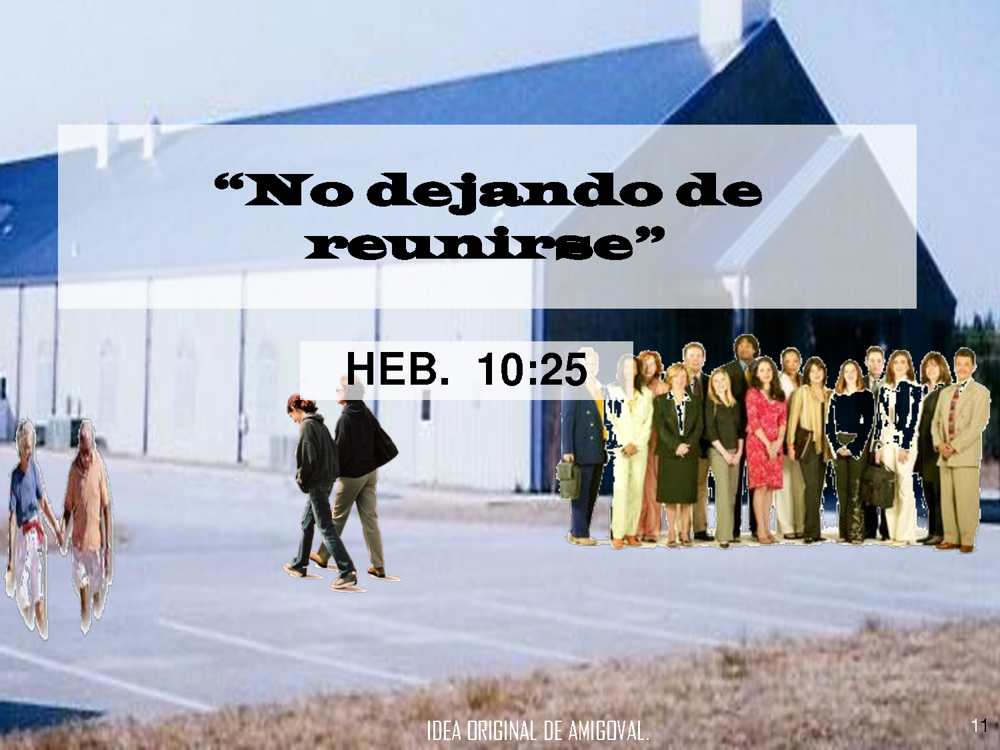 “No dejando de
reunirse”
HEB. 10:25
IDEA ORIGINAL DE AMIGOVAL.
11